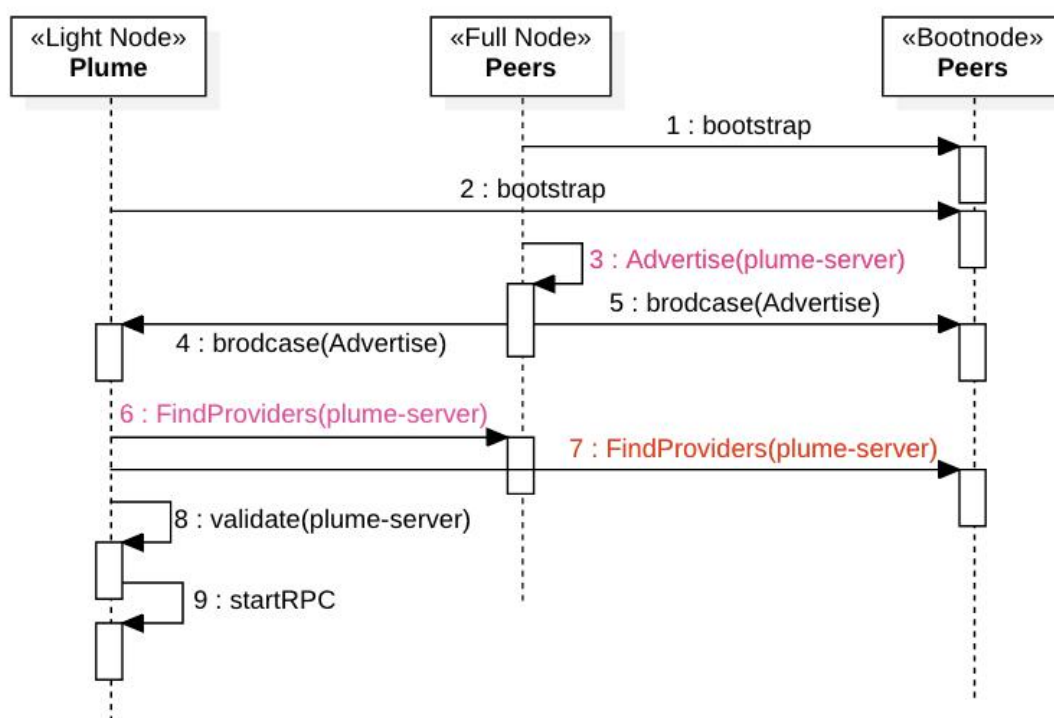 «Light Node»
Plume
«Full Node»
Peers
«Bootnode»
Peers
1 : bootstrap
2 : bootstrap
3 : Advertise(plume-server)
5 : brodcase(Advertise)
4 : brodcase(Advertise)
6 : FindProviders(plume-server)
7 : FindProviders(plume-server)
8 : validate(plume-server)
9 : startRPC